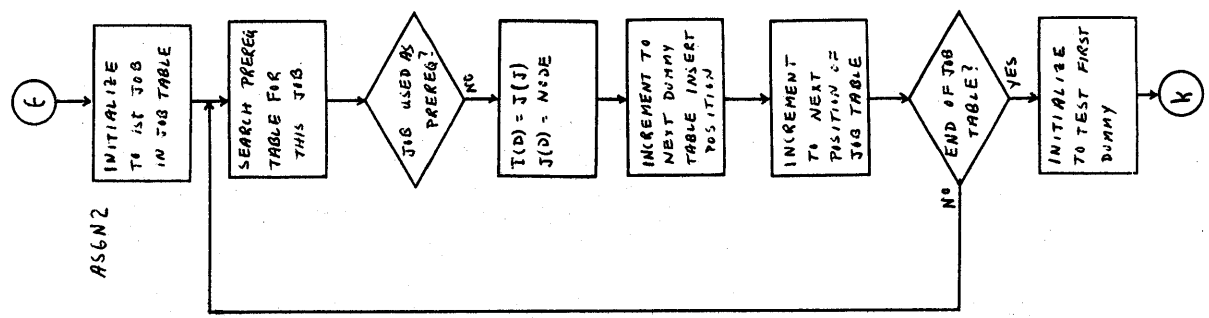 ASGN2
E
INITIALIZE
TO 1ST JOB
IN JOB TABLE
SEARCH PREREQ
TABLE FOR
THIS JOB
JOB USED AS
PREREQ?
NO
I(D) = J(J)
J(D) = NODE
INCREMENT TO
NEXT DUMMY
TABLE INSERT
POSITION
INCREMENT
TO NEXT
POSITION OF
JOB TABLE
END OF JOB
TABLE?
NO
YES
INITIALIZE
TO TEST FIRST
DUMMY
K